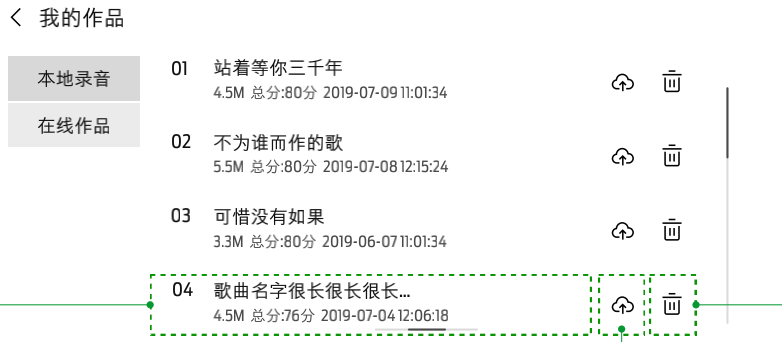 我的作品
本地录音
在线作品
01 站着等你三千年
4.5M 总分:80分 2019-07-09 11:01:34
02 不为谁而作的歌
5.5M 总分:80分 2019-07-08 12:15:24
03 可惜没有如果
3.3M 总分:80分 2019-06-07 11:01:34
04 歌曲名字很长很长很长...
4.5M 总分:76分 2019-07-04 12:06:18